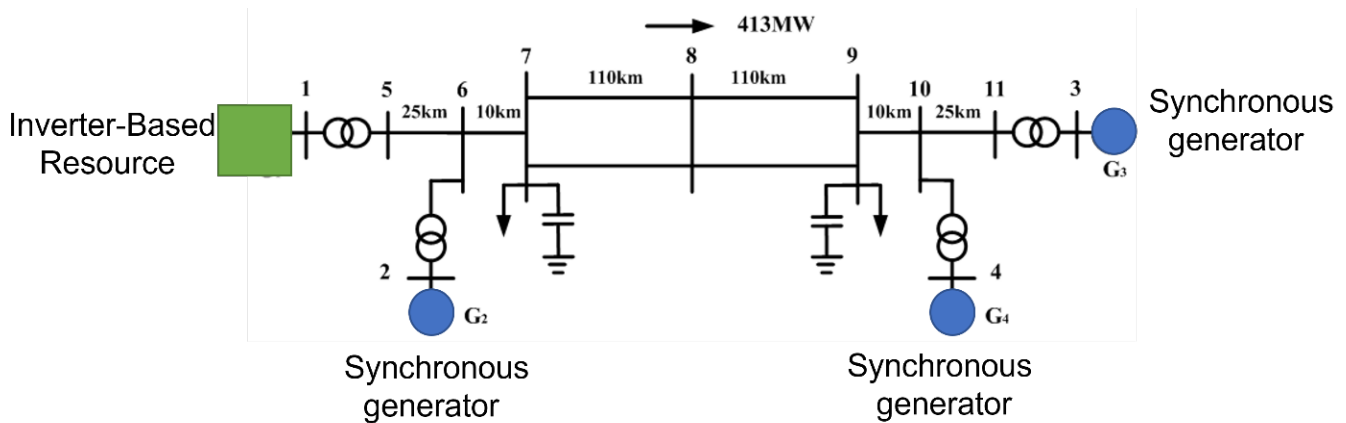 413MW
7
8
9
110km
110km
1
5
6
10
11
3
25km
10km
10km
25km
Inverter-Based
Resource
Synchronous
generator
G3
2
G2
4
G4
Synchronous
generator
Synchronous
generator